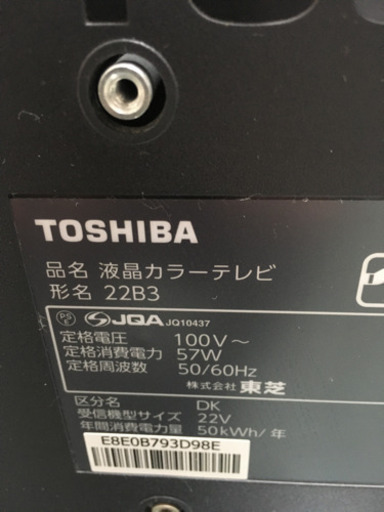 TOSHIBA
品名 液晶カラーテレビ
形名 22B3
PS E JQA JQ10437
定格電圧 100V～
定格消費電力 57W
定格周波数 50/60Hz
株式会社 東芝
区分名 DK
受信機型サイズ 22V
年間消費電力量 50kWh/年
E8E0B793D98E